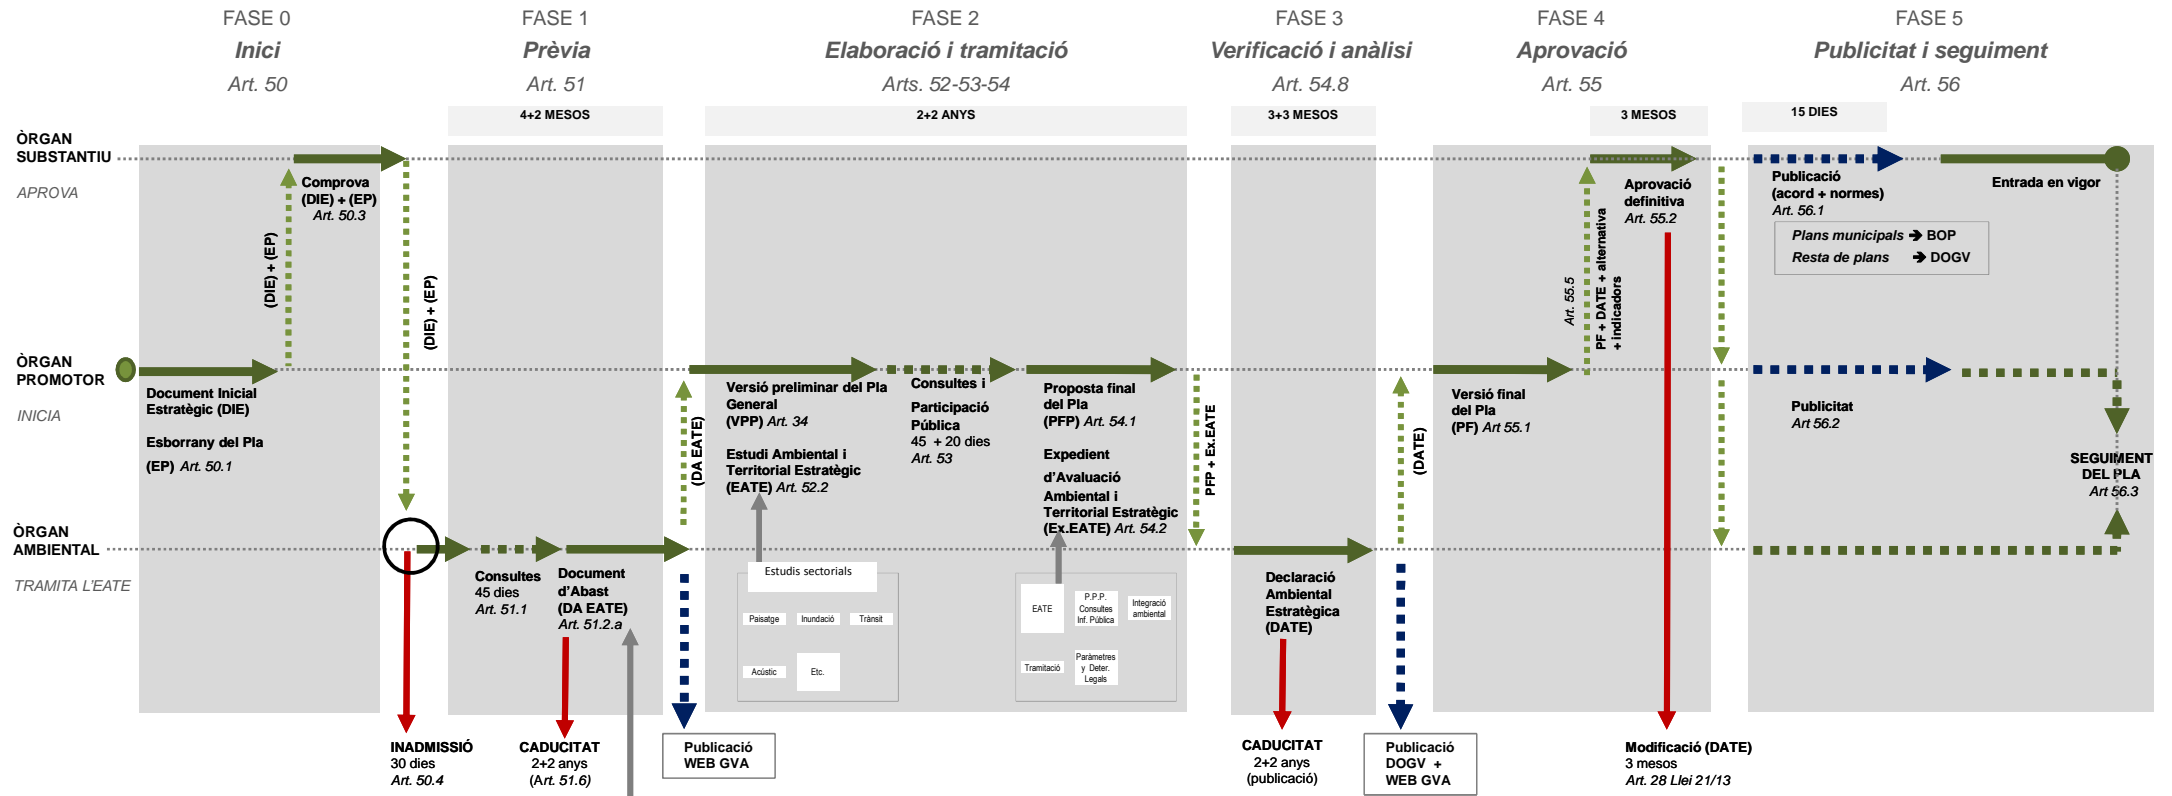 FASE 0
Inici
Art. 50
FASE 1
Prèvia
Art. 51
FASE 2
Elaboració i tramitació
Arts. 52-53-54
FASE 3
Verificació i anàlisi
Art. 54.8
FASE 4
Aprovació
Art. 55
FASE 5
Publicitat i seguiment
Art. 56
4+2 MESOS
2+2 ANYS
3+3 MESOS
3 MESOS
15 DIES
ÒRGAN
SUBSTANTIU
APROVA
Comprova
(DIE) + (EP)
Art. 50.3
Aprovació
definitiva
Art. 55.2
Publicació
(acord + normes)
Art. 56.1
Plans municipals ➔ BOP
Resta de plans ➔ DOGV
Entrada en vigor
(DIE) + (EP)
(DIE) + (EP)
Art. 55.5
PF + DATE + alternativa
+ indicadors
ÒRGAN
PROMOTOR
INICIA
Document Inicial
Estratègic (DIE)
Esborrany del Pla
(EP) Art. 50.1
(DA EATE)
Versió preliminar del Pla
General
(VPP) Art. 34
Estudi Ambiental i
Territorial Estratègic
(EATE) Art. 52.2
Consultes i
Participació
Pública
45 + 20 dies
Art. 53
Proposta final
del Pla
(PFP) Art. 54.1
Expedient
d'Avaluació
Ambiental i
Territorial Estratègic
(Ex.EATE) Art. 54.2
PFP + Ex.EATE
(DATE)
Versió final
del Pla
(PF) Art 55.1
Publicitat
Art 56.2
SEGUIMENT
DEL PLA
Art 56.3
ÒRGAN
AMBIENTAL
TRAMITA L'EATE
Consultes
45 dies
Art. 51.1
Document
d'Abast
(DA EATE)
Art. 51.2.a
Estudis sectorials
Paisatge
Inundació
Trànsit
Acústic
Etc.
EATE
P.P.P.
Consultes
Inf. Pública
Integració
ambiental
Tramitació
Paràmetres
y Deter.
Legals
Declaració
Ambiental
Estratègica
(DATE)
INADMISSIÓ
30 dies
Art. 50.4
CADUCITAT
2+2 anys
(Art. 51.6)
Publicació
WEB GVA
CADUCITAT
2+2 anys
(publicació)
Publicació
DOGV +
WEB GVA
Modificació (DATE)
3 mesos
Art. 28 Llei 21/13